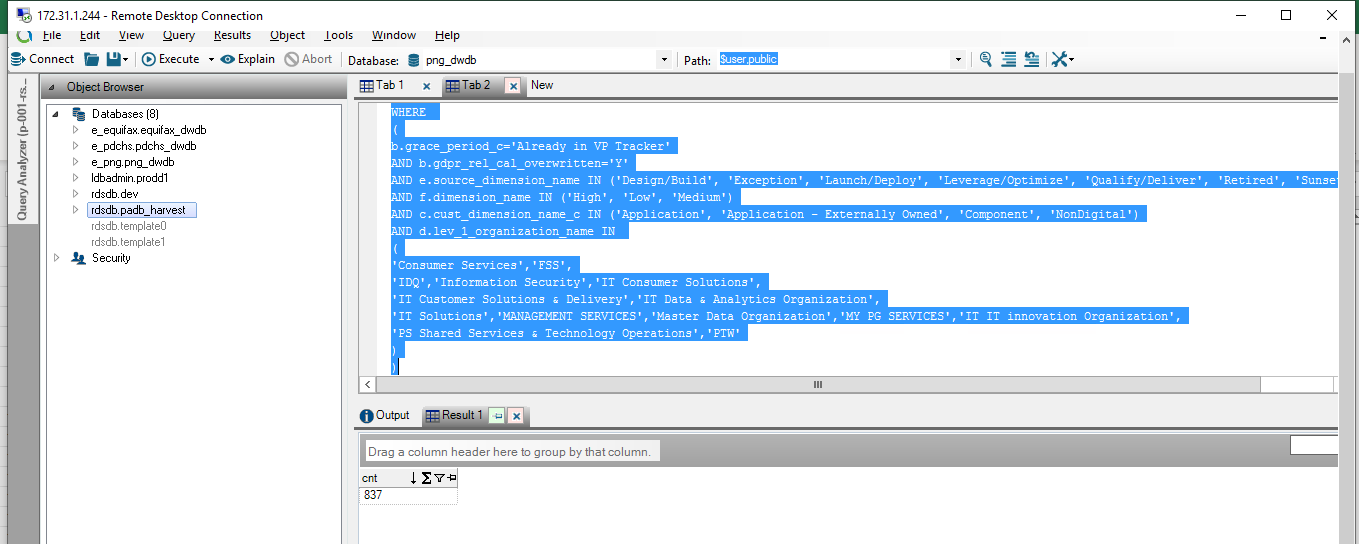 172.31.1.244 - Remote Desktop Connection
File Edit View Query Results Object Tools Window Help
Connect Execute Explain Abort Database: png_dwdb Path: $user,public
Query Analyzer (p-001-rs...
Object Browser
Databases (8)
e_equifax.equifax_dwdb
e_pdchs.pdchs_dwdb
e_png.png_dwdb
ldbadmin.prodd1
rdsdb.dev
rdsdb.padb_harvest
rdsdb.template0
rdsdb.template1
Security
Tab 1 Tab 2 New
WHERE
(
b.grace_period_c='Already in VP Tracker'
AND b.gdpr_rel_cal_overwritten='Y'
AND e.source_dimension_name IN ('Design/Build', 'Exception', 'Launch/Deploy', 'Leverage/Optimize', 'Qualify/Deliver', 'Retired', 'Sunse
AND f.dimension_name IN ('High', 'Low', 'Medium')
AND c.cust_dimension_name_c IN ('Application', 'Application - Externally Owned', 'Component', 'NonDigital')
AND d.lev_1_organization_name IN
(
'Consumer Services','FSS',
'IDQ','Information Security','IT Consumer Solutions',
'IT Customer Solutions & Delivery','IT Data & Analytics Organization',
'IT Solutions','MANAGEMENT SERVICES','Master Data Organization','MY PG SERVICES','IT IT innovation Organization',
'PS Shared Services & Technology Operations','PTW'
)
)
Output Result 1
Drag a column header here to group by that column.
cnt
837